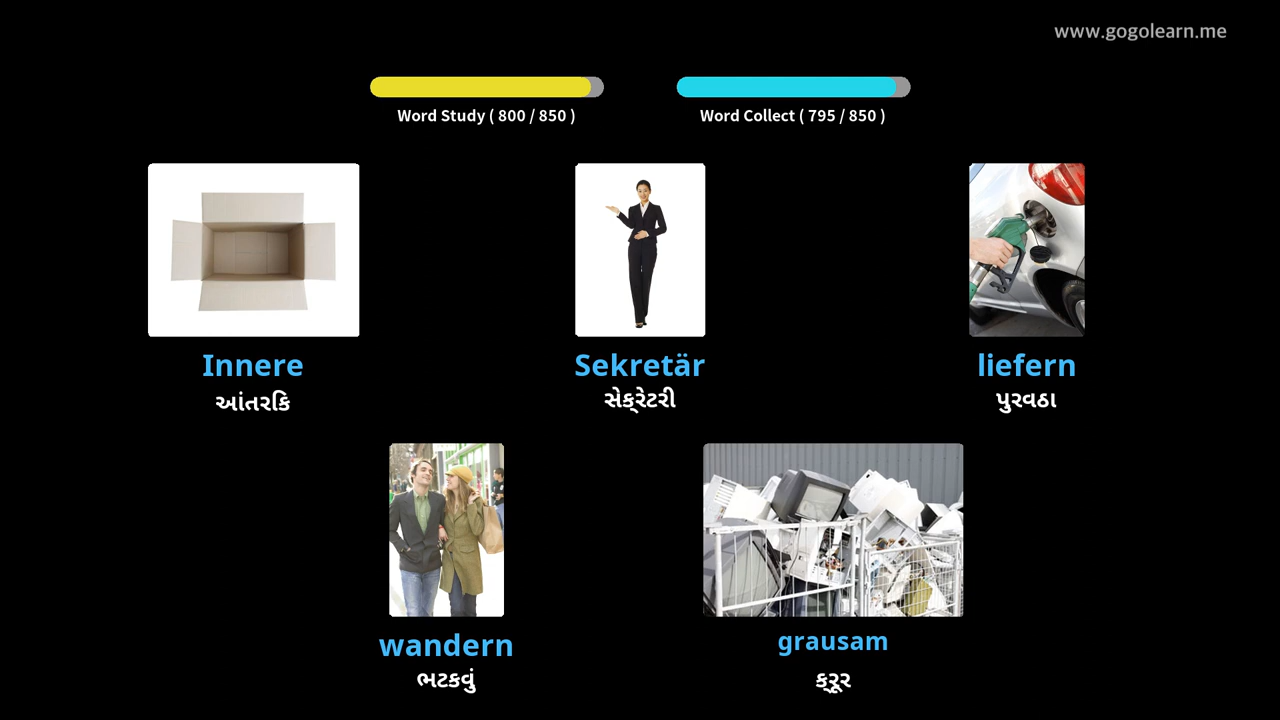 www.gogolearn.me
Word Study ( 800 / 850 )
Word Collect ( 795 / 850 )
Innere
આંતરિક
Sekretär
સેક્રેટરી
liefern
પુરવઠા
wandern
ભટકવું
grausam
ક્રૂર